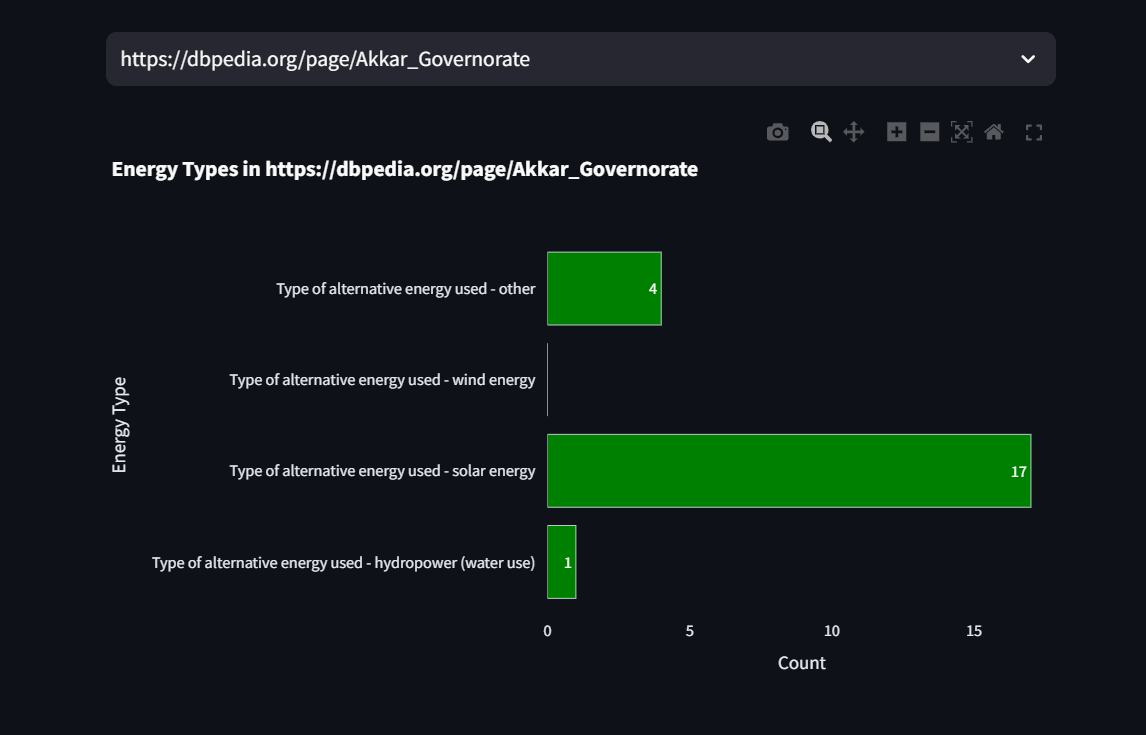 https://dbpedia.org/page/Akkar_Governorate
Energy Types in https://dbpedia.org/page/Akkar_Governorate
Type of alternative energy used - other
4
Type of alternative energy used - wind energy
Energy Type
Type of alternative energy used - solar energy
17
Type of alternative energy used - hydropower (water use)
1
0 5 10 15
Count